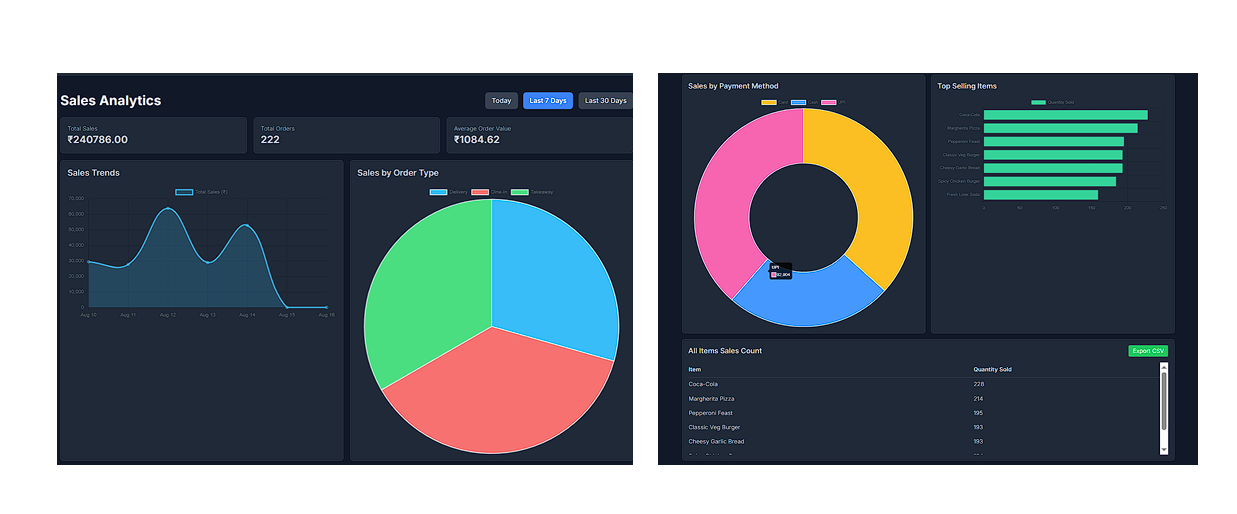 Sales Analytics
Today
Last 7 Days
Last 30 Days
Total Sales
₹240786.00
Total Orders
222
Average Order Value
₹1084.62
Sales Trends
Total Sales (₹)
70,000
60,000
50,000
40,000
30,000
20,000
10,000
0
Aug 10
Aug 11
Aug 12
Aug 13
Aug 14
Aug 15
Aug 16
Sales by Order Type
Delivery
Dine-In
Takeaway
Sales by Payment Method
Cash
UPI
UPI
Top Selling Items
Quantity Sold
Coca-Cola
Margherita Pizza
Pepperoni Feast
Classic Veg Burger
Cheesy Garlic Bread
Spicy Chicken Burger
Fresh Lime Soda
0
50
100
150
200
250
All Items Sales Count
Export CSV
Item Quantity Sold
Coca-Cola 228
Margherita Pizza 214
Pepperoni Feast 195
Classic Veg Burger 193
Cheesy Garlic Bread 193